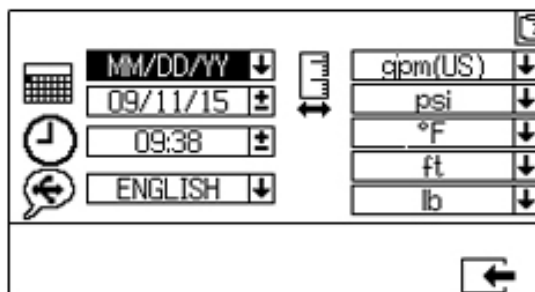 MM/DD/YY
09/11/15
09:38
ENGLISH
gpm(US)
psi
°F
ft
lb